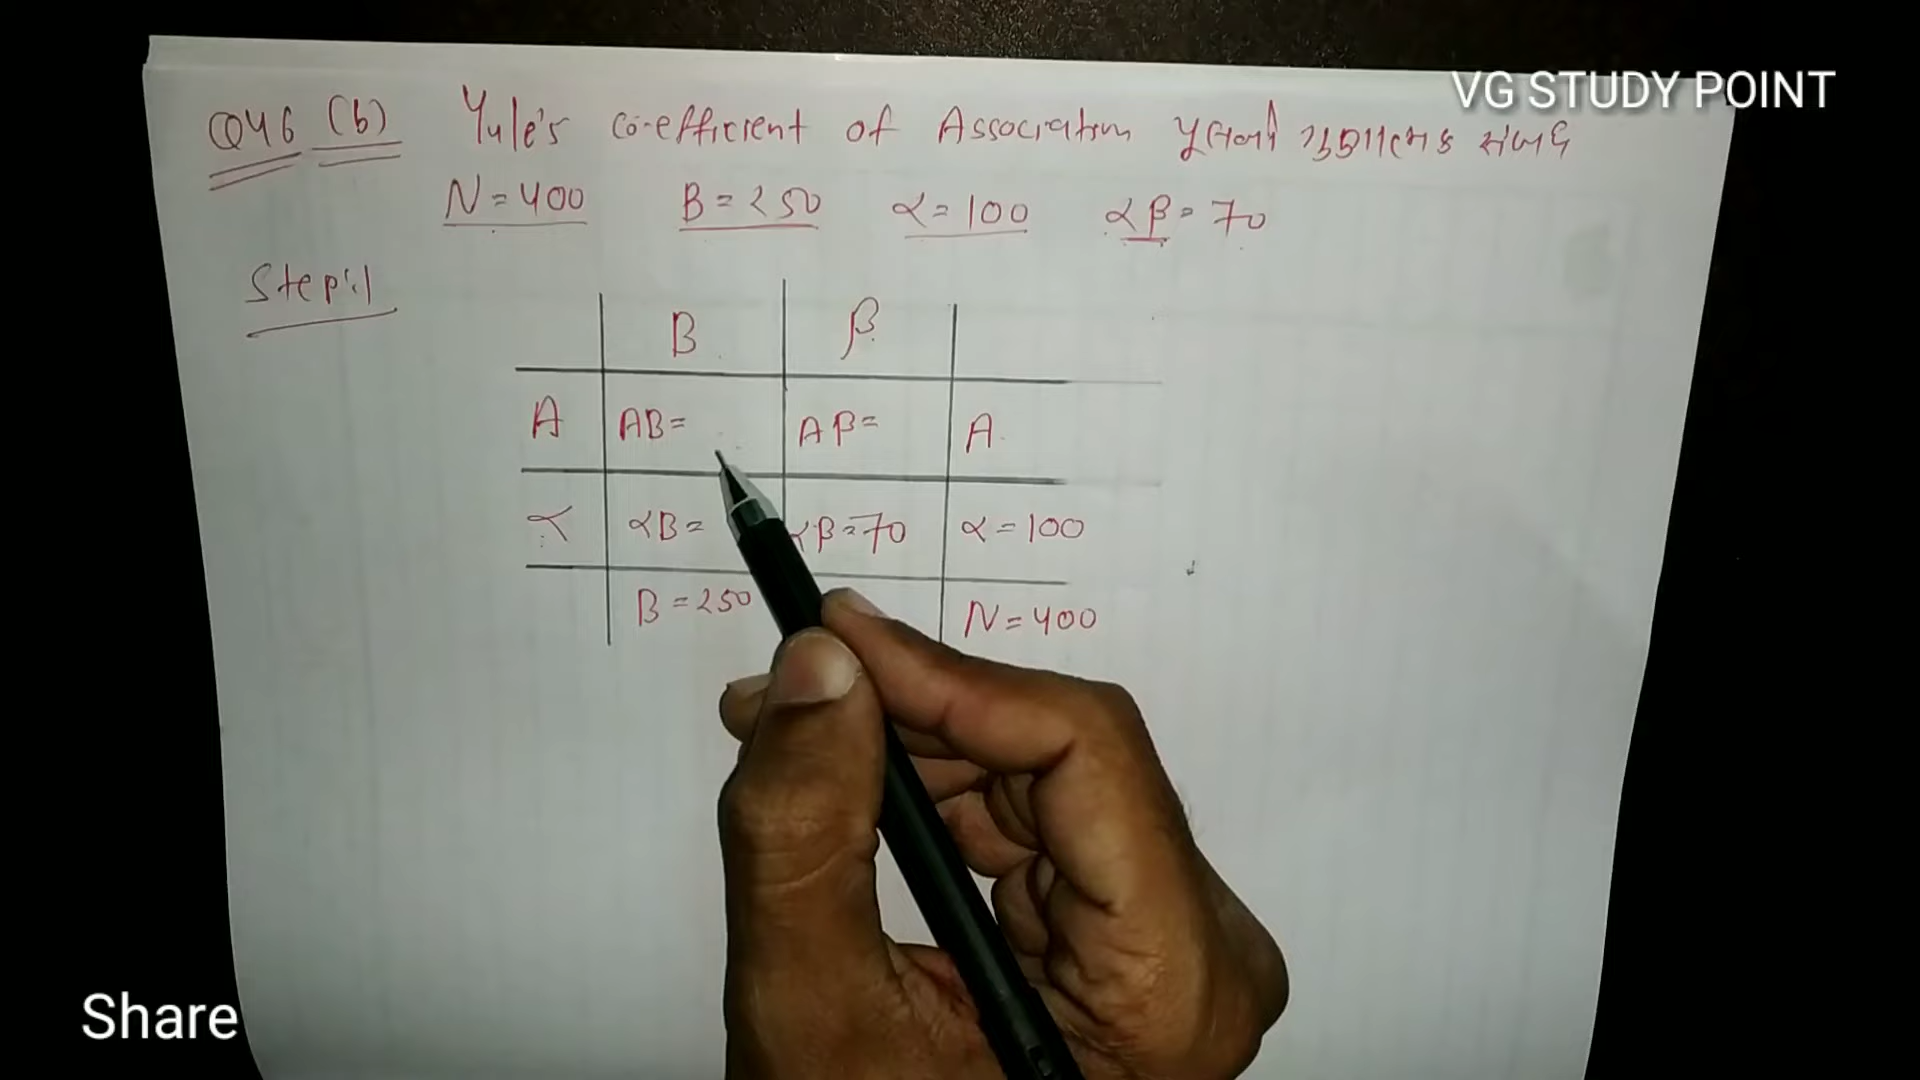 VG STUDY POINT
Q46 (b) Yule's co-efficient of Association
N = 400 B = 250 α = 100 αβ = 70
Step:1
B β
A AB= Aβ= A
α αB= αβ=70 α=100
B=250 N=400
Share